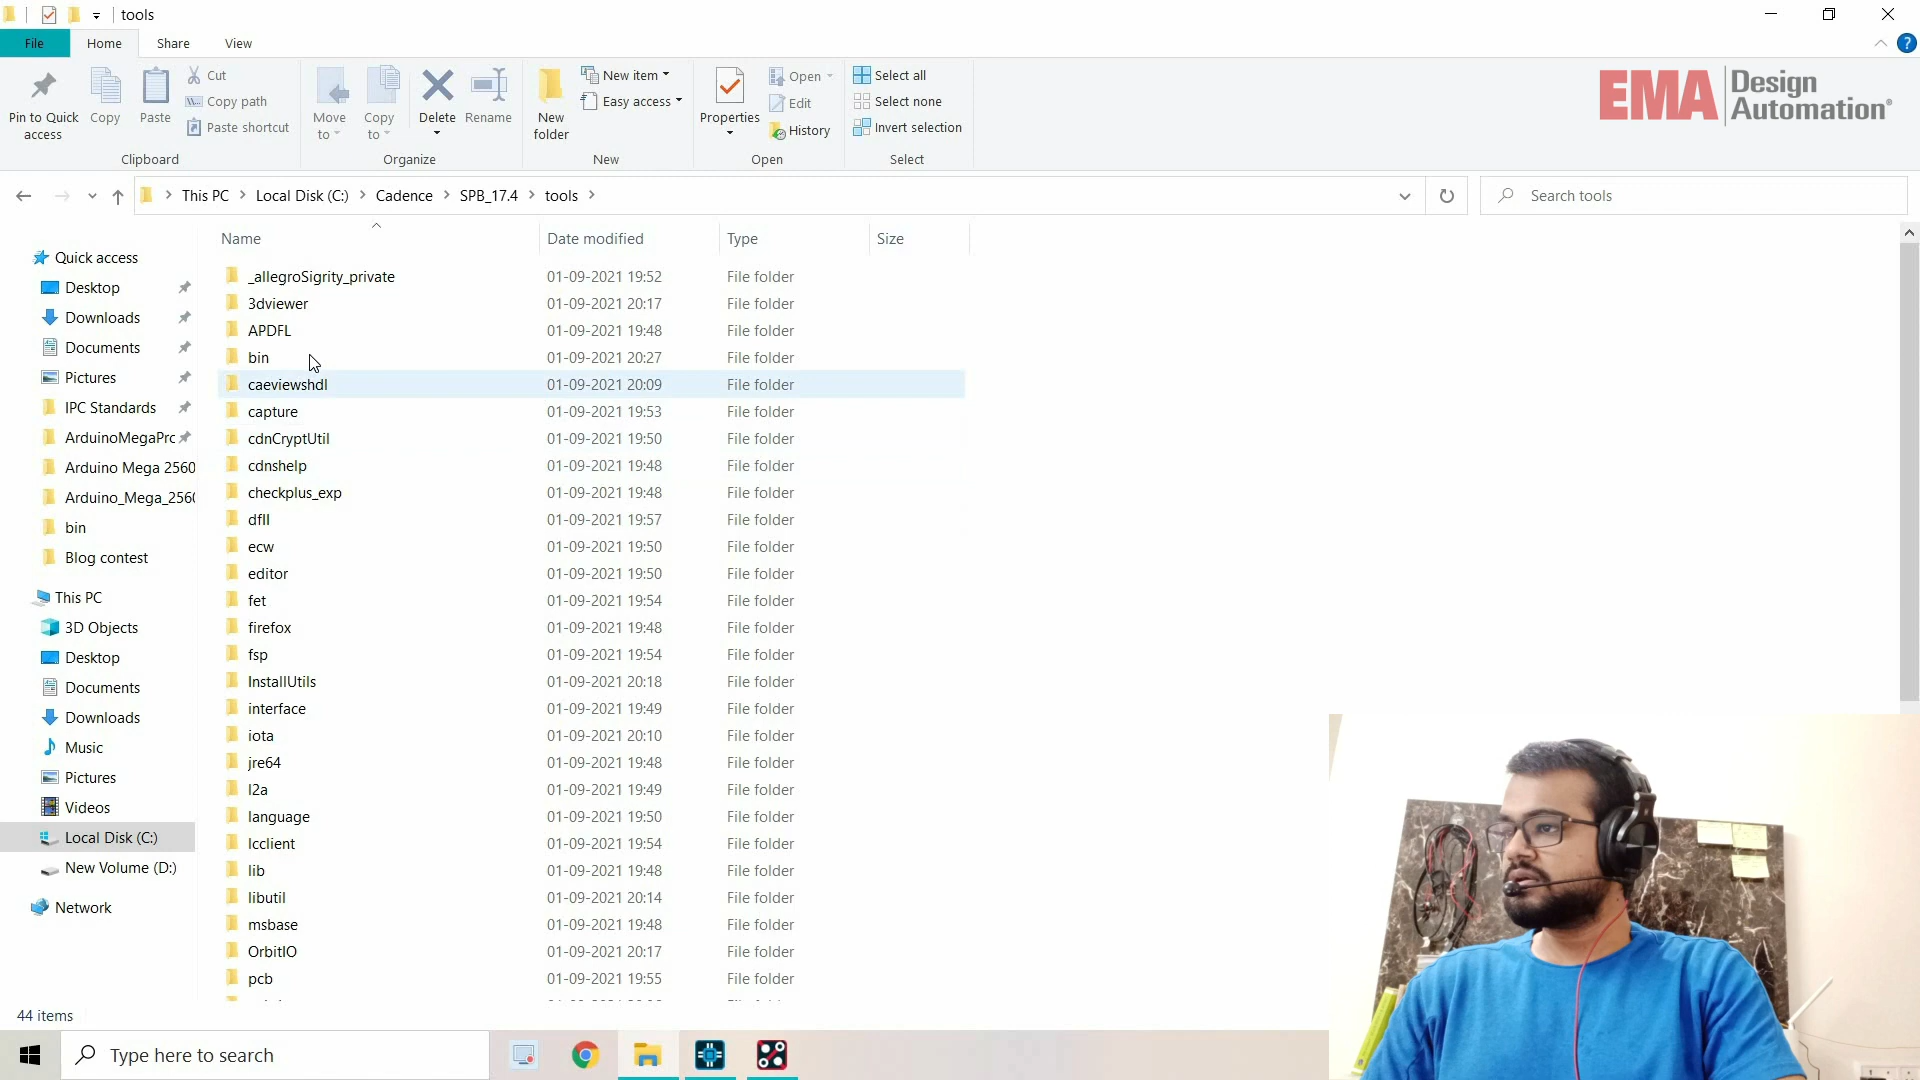 tools
File
Home
Share
View
?
Pin to Quick access
Copy
Paste
Cut
Copy path
Paste shortcut
Clipboard
Move to
Copy to
Delete
Rename
Organize
New folder
New item
Easy access
New
Properties
Open
Edit
History
Open
Select all
Select none
Invert selection
Select
EMA Design Automation®
This PC
Local Disk (C:)
Cadence
SPB_17.4
tools
Search tools
Name
Date modified
Type
Size
Quick access
Desktop
Downloads
Documents
Pictures
IPC Standards
ArduinoMegaPrc
Arduino Mega 2560
Arduino_Mega_256
bin
Blog contest
This PC
3D Objects
Desktop
Documents
Downloads
Music
Pictures
Videos
Local Disk (C:)
New Volume (D:)
Network
_allegroSigrity_private 01-09-2021 19:52 File folder
3dviewer 01-09-2021 20:17 File folder
APDFL 01-09-2021 19:48 File folder
bin 01-09-2021 20:27 File folder
caeviewshdl 01-09-2021 20:09 File folder
capture 01-09-2021 19:53 File folder
cdnCryptUtil 01-09-2021 19:50 File folder
cdnshelp 01-09-2021 19:48 File folder
checkplus_exp 01-09-2021 19:48 File folder
dfII 01-09-2021 19:57 File folder
ecw 01-09-2021 19:50 File folder
editor 01-09-2021 19:50 File folder
fet 01-09-2021 19:54 File folder
firefox 01-09-2021 19:48 File folder
fsp 01-09-2021 19:54 File folder
InstallUtils 01-09-2021 20:18 File folder
interface 01-09-2021 19:49 File folder
iota 01-09-2021 20:10 File folder
jre64 01-09-2021 19:48 File folder
l2a 01-09-2021 19:49 File folder
language 01-09-2021 19:50 File folder
lcclient 01-09-2021 19:54 File folder
lib 01-09-2021 19:48 File folder
libutil 01-09-2021 20:14 File folder
msbase 01-09-2021 19:48 File folder
OrbitIO 01-09-2021 20:17 File folder
pcb 01-09-2021 19:55 File folder
44 items
Type here to search